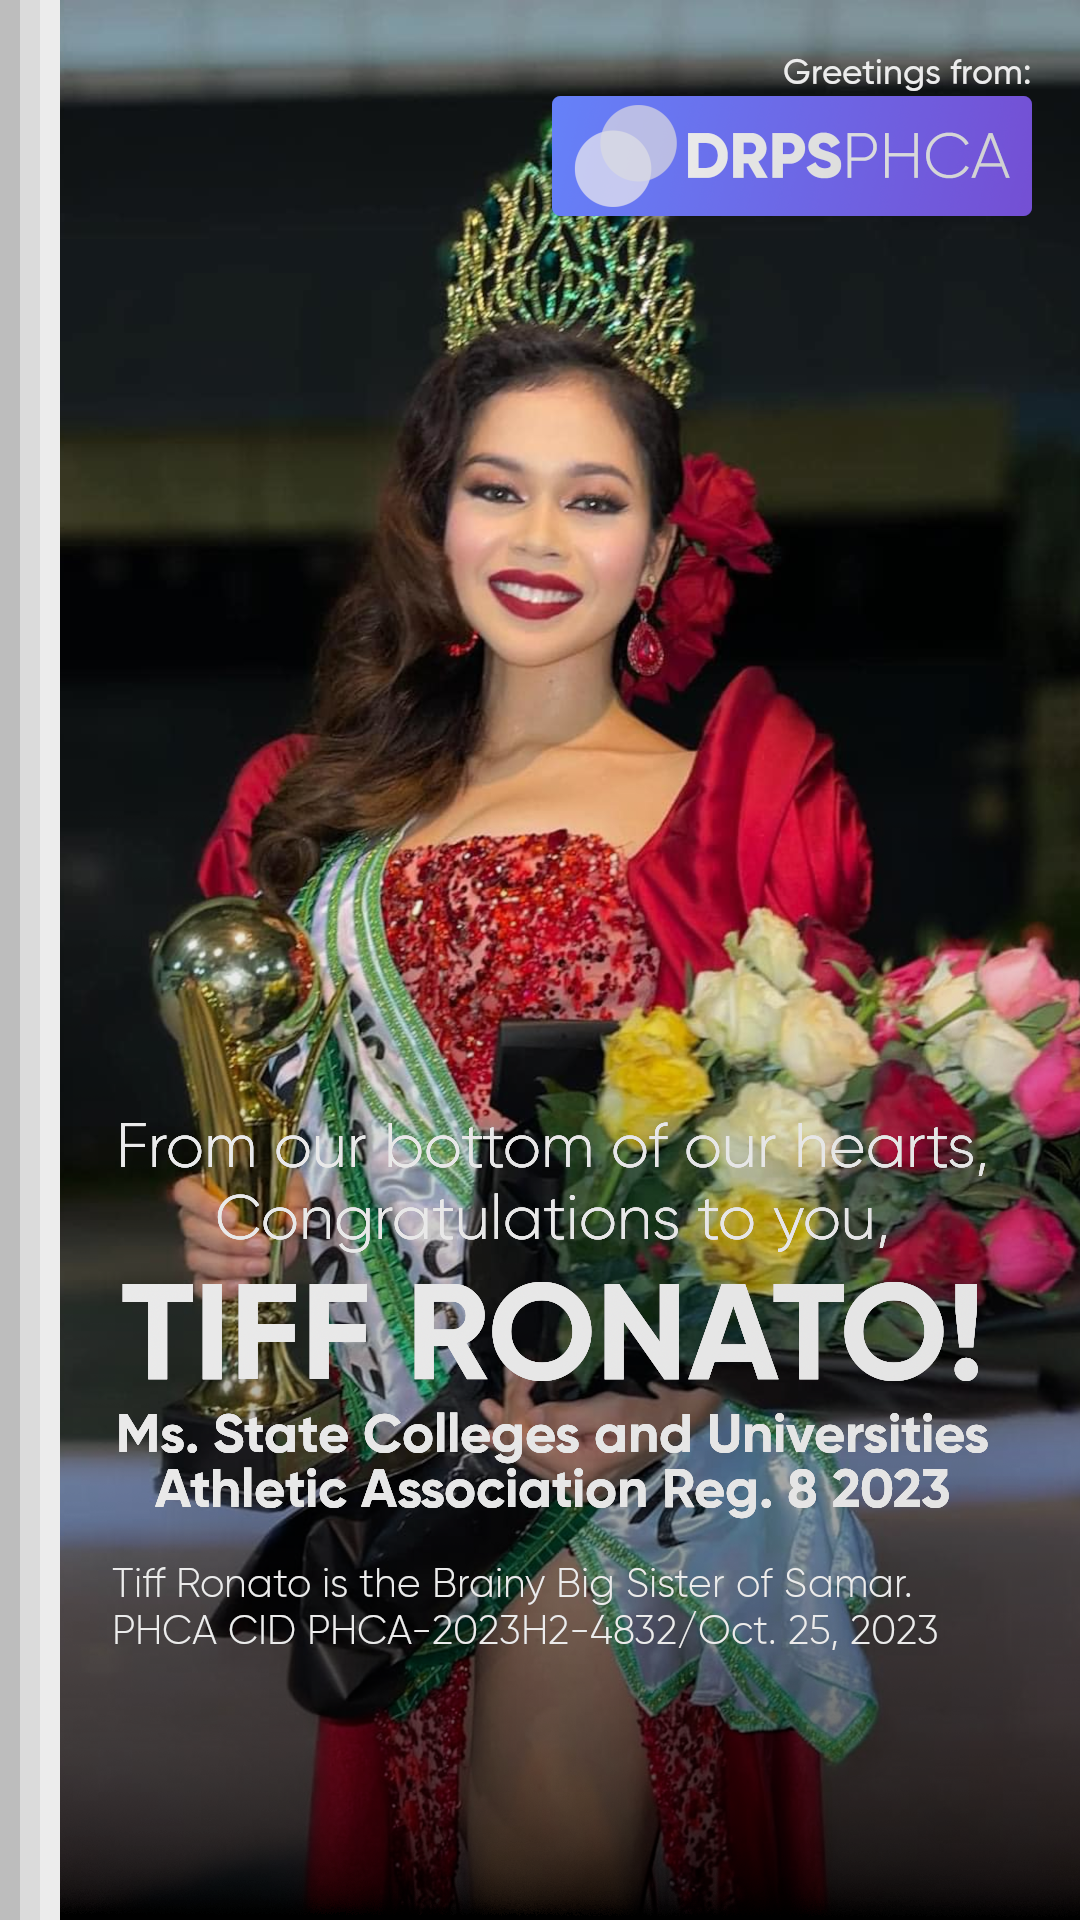 Greetings from:
DRPSPHCA
From our bottom of our hearts,
Congratulations to you,
TIFF RONATO!
Ms. State Colleges and Universities
Athletic Association Reg. 8 2023
Tiff Ronato is the Brainy Big Sister of Samar.
PHCA CID PHCA-2023H2-4832/Oct. 25, 2023